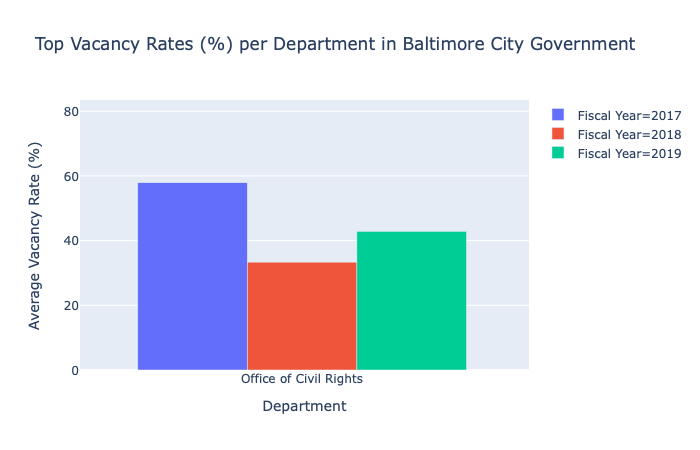 Top Vacancy Rates (%) per Department in Baltimore City Government
Average Vacancy Rate (%)
80
60
40
20
0
Office of Civil Rights
Department
Fiscal Year=2017
Fiscal Year=2018
Fiscal Year=2019